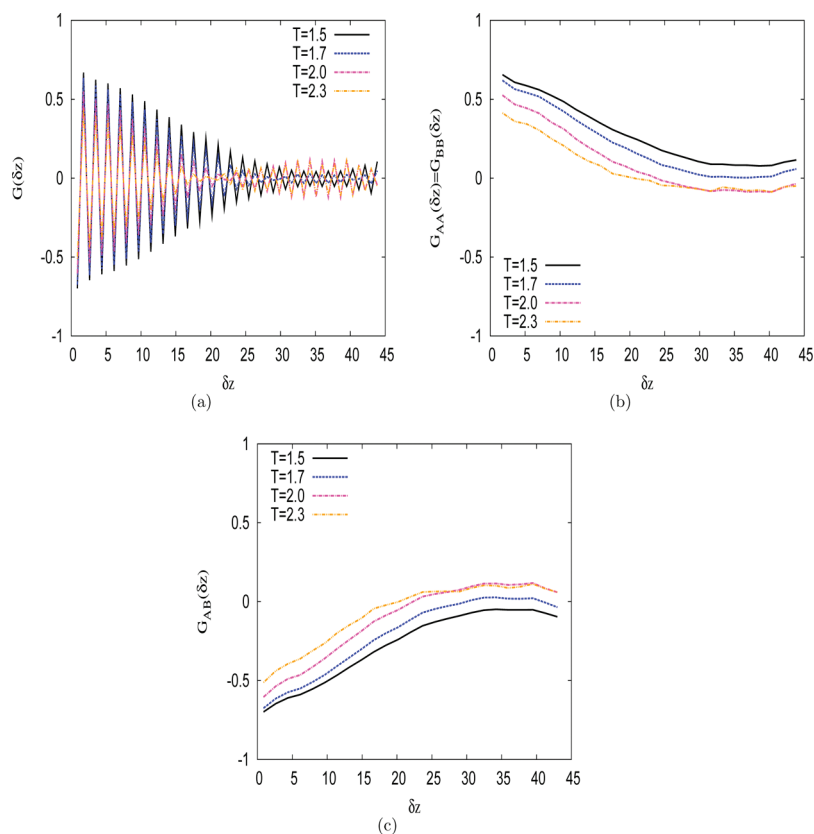 1
0.5
0
-0.5
-1
0 5 10 15 20 25 30 35 40 45
G(δz)
δz
T=1.5
T=1.7
T=2.0
T=2.3
(a)
1
0.5
0
-0.5
-1
0 5 10 15 20 25 30 35 40 45
G_AA(δz)=G_BB(δz)
δz
T=1.5
T=1.7
T=2.0
T=2.3
(b)
1
0.5
0
-0.5
-1
0 5 10 15 20 25 30 35 40 45
G_AB(δz)
δz
T=1.5
T=1.7
T=2.0
T=2.3
(c)